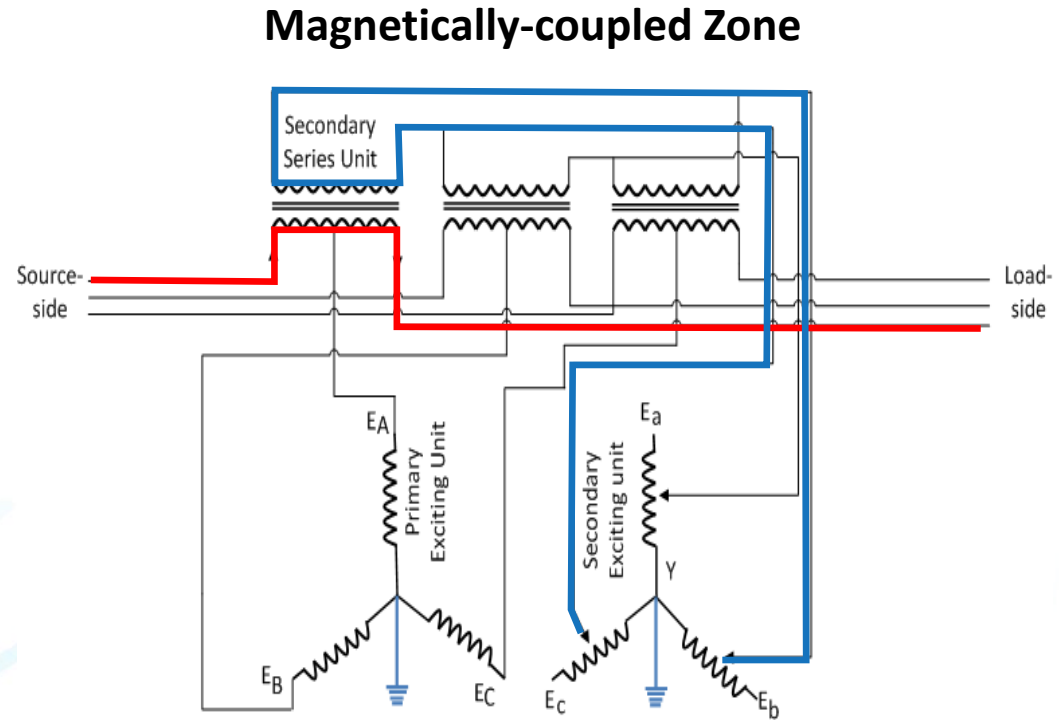 Magnetically-coupled Zone
Secondary
Series Unit
Source-
side
Load-
side
EA
Primary
Exciting Unit
Ea
Secondary
Exciting unit
Y
EB
EC
Ec
Eb